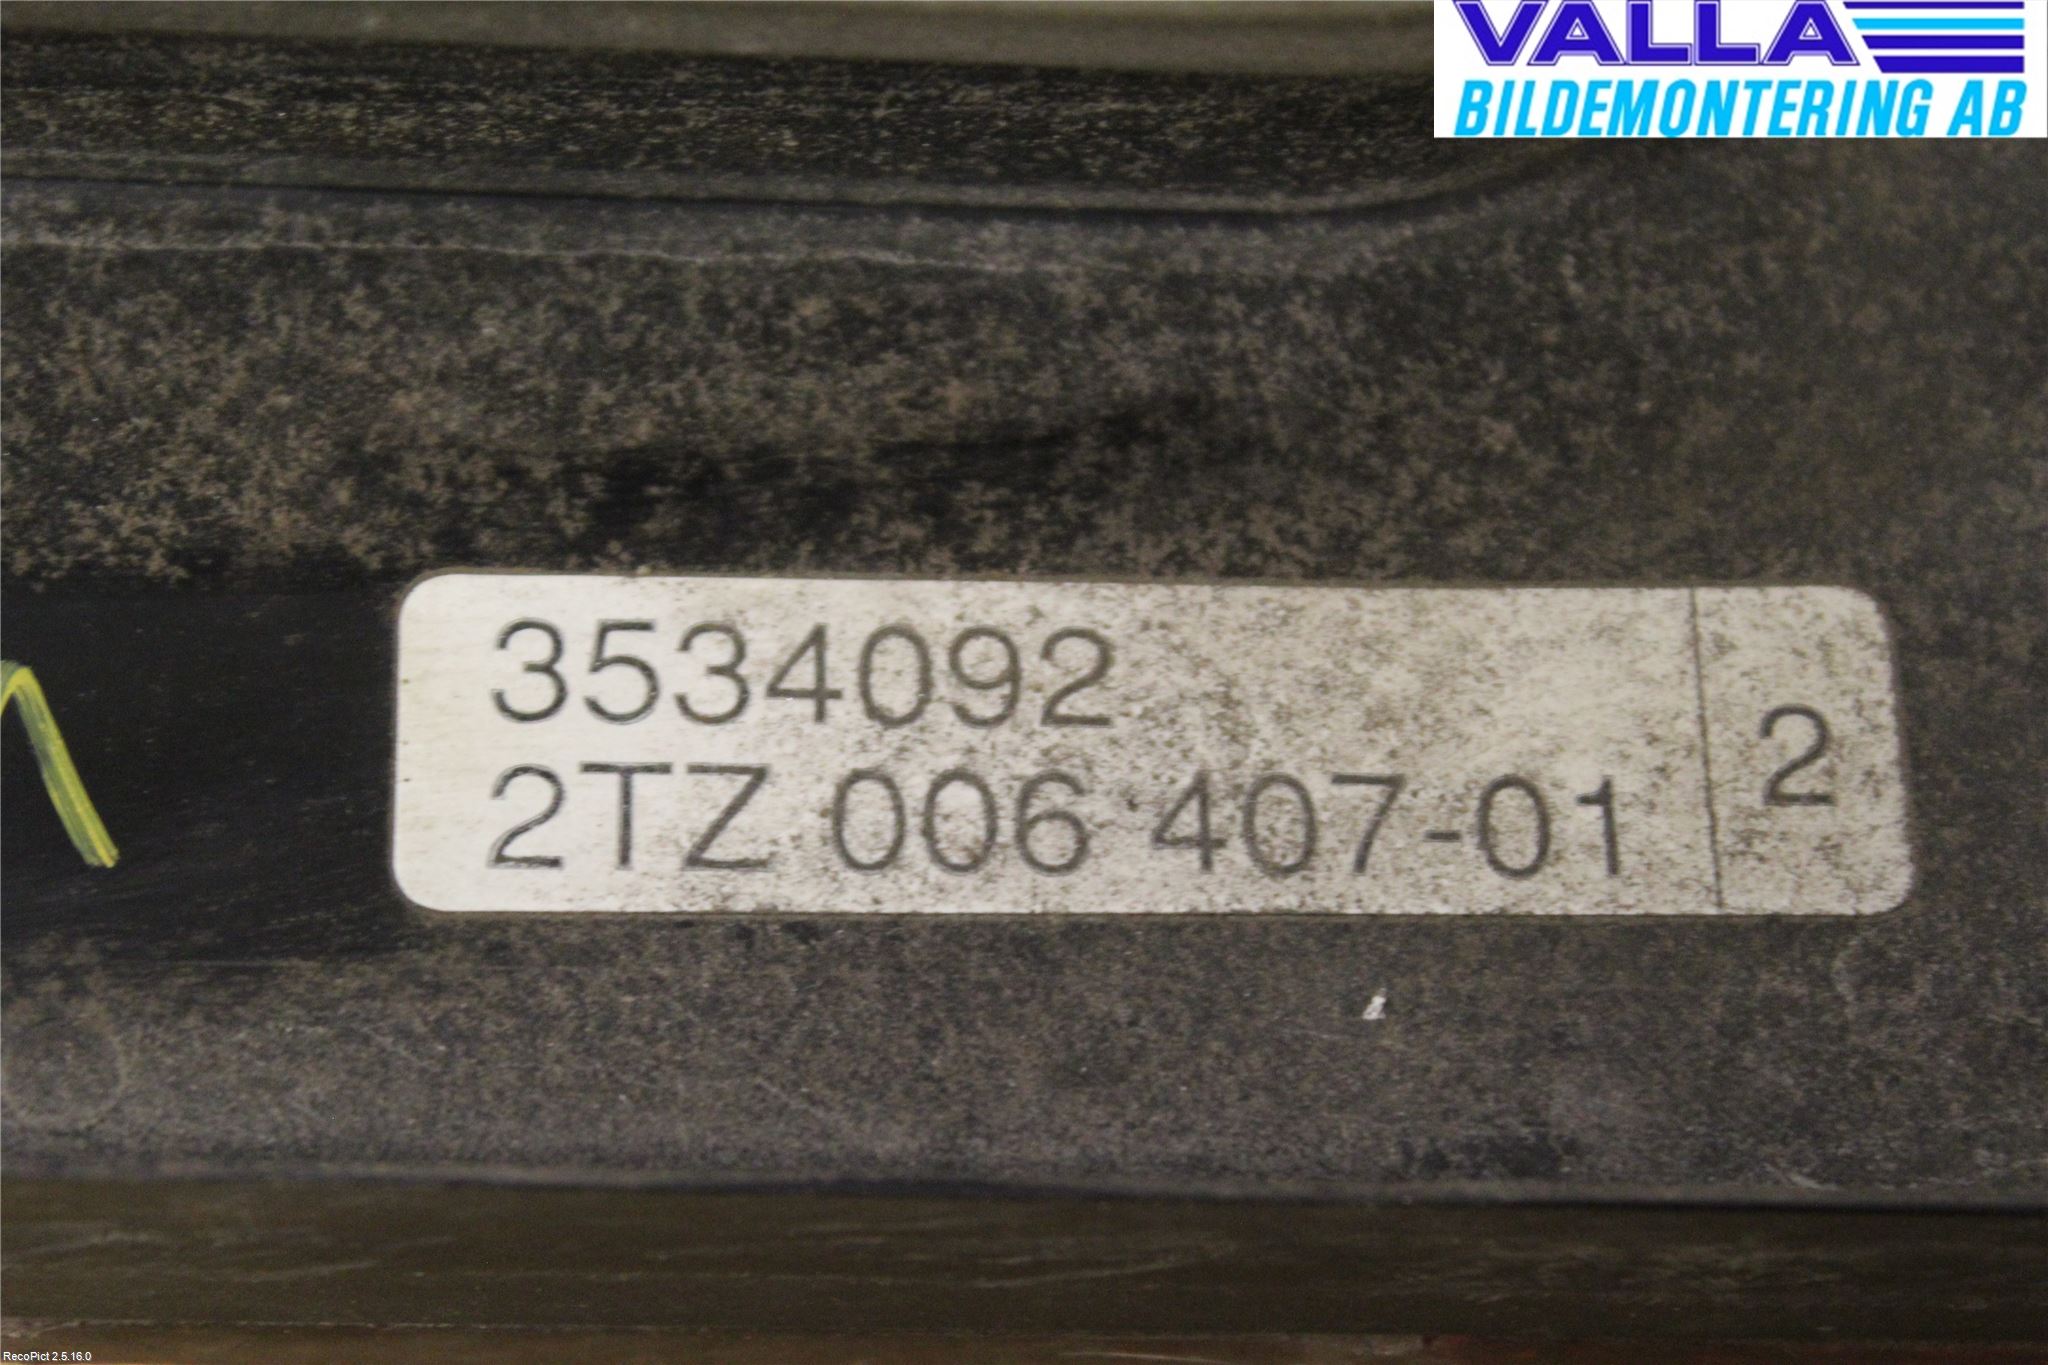 VALLA
BILDEMONTERING AB
3534092
2TZ 006 407-01
2
RecoPict 2.5.16.0